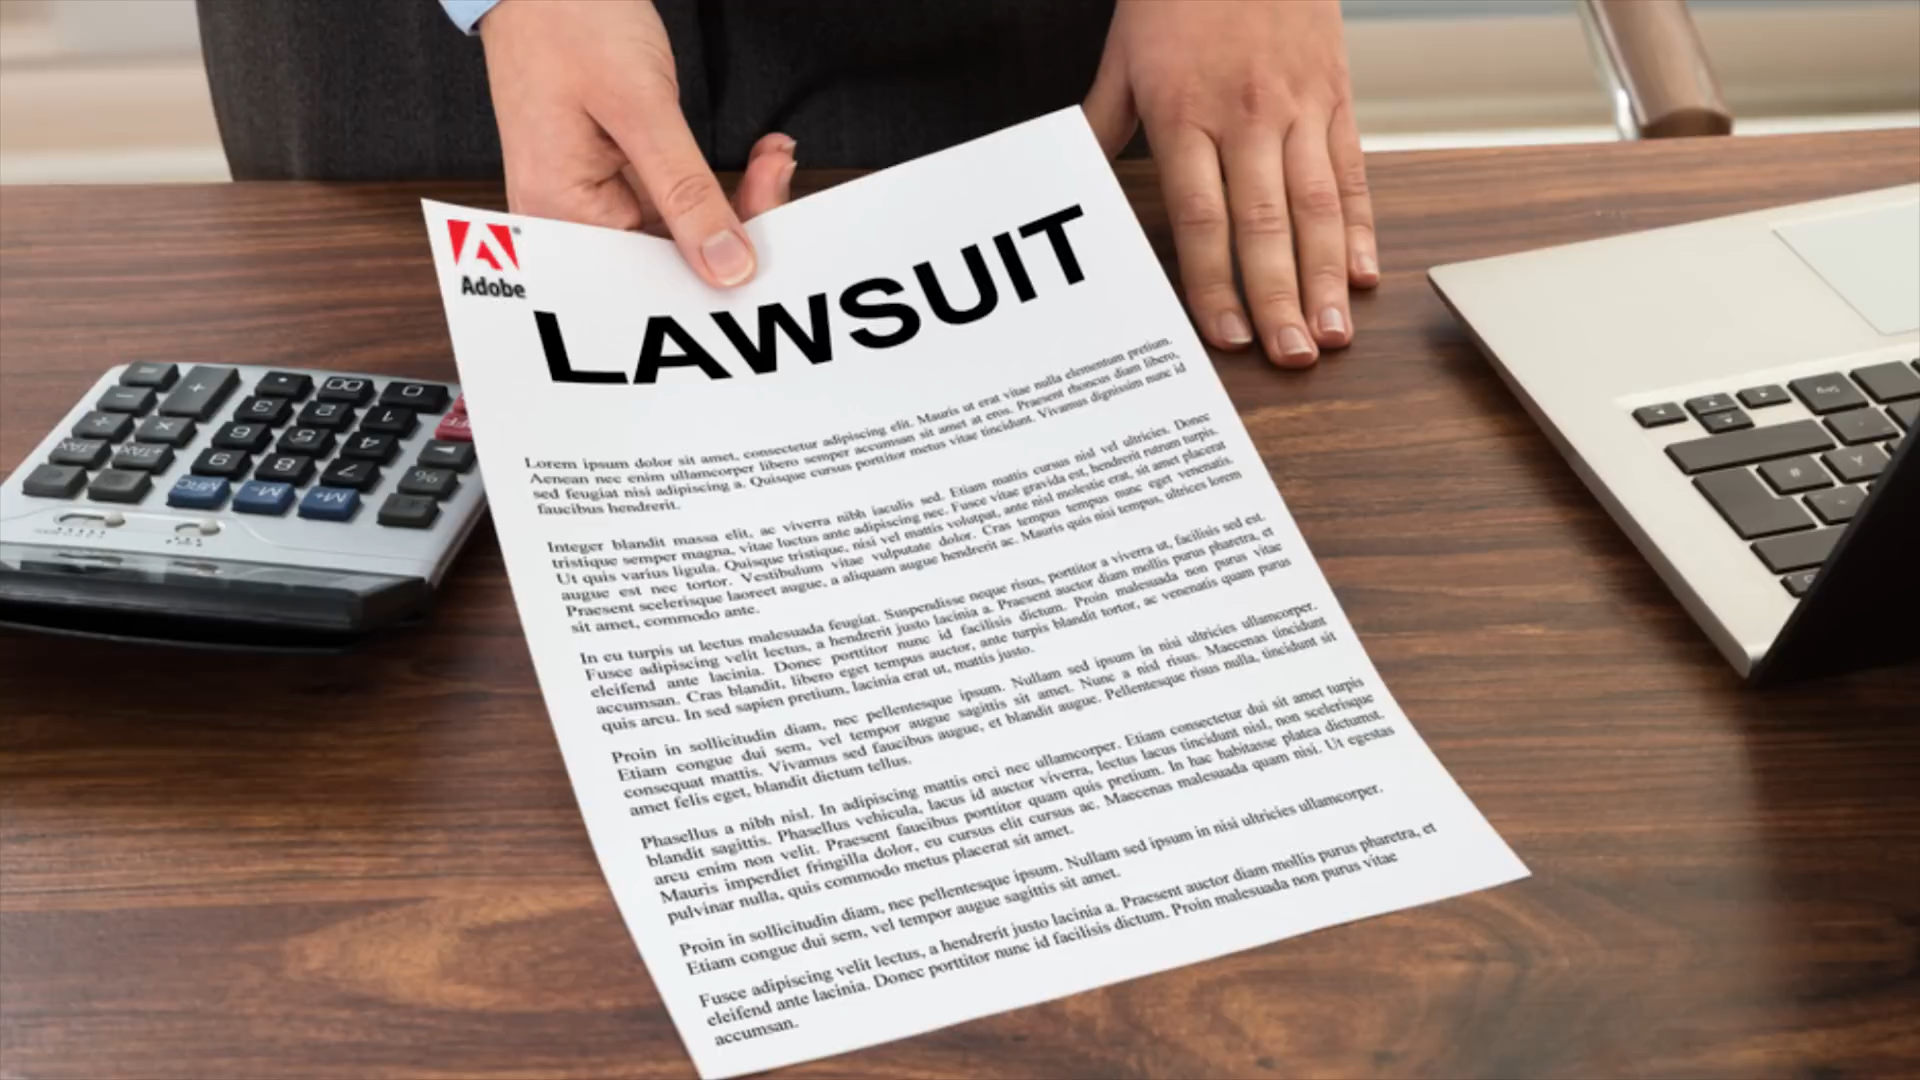 Adobe
LAWSUIT
Lorem ipsum dolor sit amet, consectetur adipiscing elit. Mauris ut erat vitae nulla elementum pretium.
Aenean nec enim ullamcorper libero semper accumsan sit amet at eros. Praesent rhoncus diam libero,
sed feugiat nisi adipiscing a. Quisque cursus porttitor metus vitae tincidunt. Vivamus dignissim nunc id
faucibus hendrerit.
Integer blandit massa elit, ac viverra nibh iaculis sed. Etiam mattis cursus nisl vel ultricies. Donec
tristique semper magna, vitae luctus ante adipiscing nec. Fusce vitae gravida est, hendrerit rutrum turpis.
Ut quis varius ligula. Quisque tristique, nisi vel mattis volutpat, ante nisl molestie erat, sit amet placerat
augue est nec tortor. Vestibulum vitae vulputate dolor. Cras tempus tempus nunc eget venenatis.
Praesent scelerisque laoreet augue, a aliquam augue hendrerit ac. Mauris quis nisi tempus, ultrices lorem
sit amet, commodo ante.
In eu turpis ut lectus malesuada feugiat. Suspendisse neque risus, porttitor a viverra ut, facilisis sed est.
Fusce adipiscing velit lectus, a hendrerit justo lacinia a. Praesent auctor diam mollis purus pharetra, et
eleifend ante lacinia. Donec porttitor nunc id facilisis dictum. Proin malesuada non purus vitae
accumsan. Cras blandit, libero eget tempus auctor, ante turpis blandit tortor, ac venenatis quam purus
quis arcu. In sed sapien pretium, lacinia erat ut, mattis justo.
Proin in sollicitudin diam, nec pellentesque ipsum. Nullam sed ipsum in nisi ultricies ullamcorper.
Etiam congue dui sem, vel tempor augue sagittis sit amet. Nunc a nisl risus. Maecenas tincidunt
consequat mattis. Vivamus sed faucibus augue, et blandit augue. Pellentesque risus nulla, tincidunt sit
amet felis eget, blandit dictum tellus.
Phasellus a nibh nisl. In adipiscing mattis orci nec ullamcorper. Etiam consectetur dui sit amet turpis
blandit sagittis. Phasellus vehicula, lacus id auctor viverra, lectus lacus tincidunt nisl, non scelerisque
arcu enim non velit. Praesent faucibus porttitor quam quis pretium. In hac habitasse platea dictumst.
Mauris imperdiet fringilla dolor, eu cursus elit cursus ac. Maecenas malesuada quam nisi. Ut egestas
pulvinar nulla, quis commodo metus placerat sit amet.
Proin in sollicitudin diam, nec pellentesque ipsum. Nullam sed ipsum in nisi ultricies ullamcorper.
Etiam congue dui sem, vel tempor augue sagittis sit amet.
Fusce adipiscing velit lectus, a hendrerit justo lacinia a. Praesent auctor diam mollis purus pharetra, et
eleifend ante lacinia. Donec porttitor nunc id facilisis dictum. Proin malesuada non purus vitae
accumsan.
0 00 • + =
1 2 3 −
4 5 6 × ÷
7 8 9 TAX+ TAX-
% M+ M− MRC